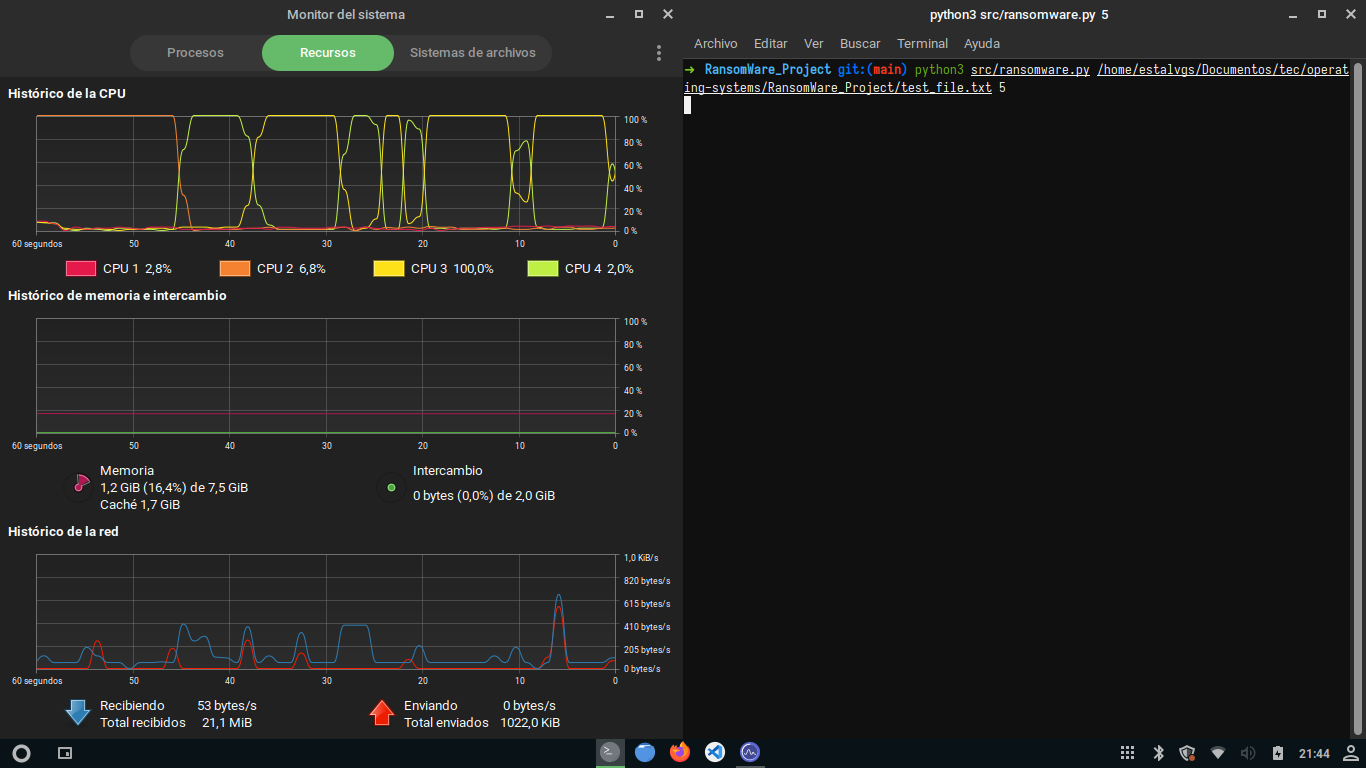 Monitor del sistema
Procesos
Recursos
Sistemas de archivos
Histórico de la CPU
100 %
80 %
60 %
40 %
20 %
0 %
60 segundos 50 40 30 20 10 0
CPU 1 2,8%
CPU 2 6,8%
CPU 3 100,0%
CPU 4 2,0%
Histórico de memoria e intercambio
100 %
80 %
60 %
40 %
20 %
0 %
60 segundos 50 40 30 20 10 0
Memoria
1,2 GiB (16,4%) de 7,5 GiB
Caché 1,7 GiB
Intercambio
0 bytes (0,0%) de 2,0 GiB
Histórico de la red
1,0 KiB/s
820 bytes/s
615 bytes/s
410 bytes/s
205 bytes/s
0 bytes/s
60 segundos 50 40 30 20 10 0
Recibiendo 53 bytes/s
Total recibidos 21,1 MiB
Enviando 0 bytes/s
Total enviados 1022,0 KiB
python3 src/ransomware.py 5
Archivo Editar Ver Buscar Terminal Ayuda
➜ RansomWare_Project git:(main) python3 src/ransomware.py /home/estalvgs/Documentos/tec/operat
ing-systems/RansomWare_Project/test_file.txt 5
21:44